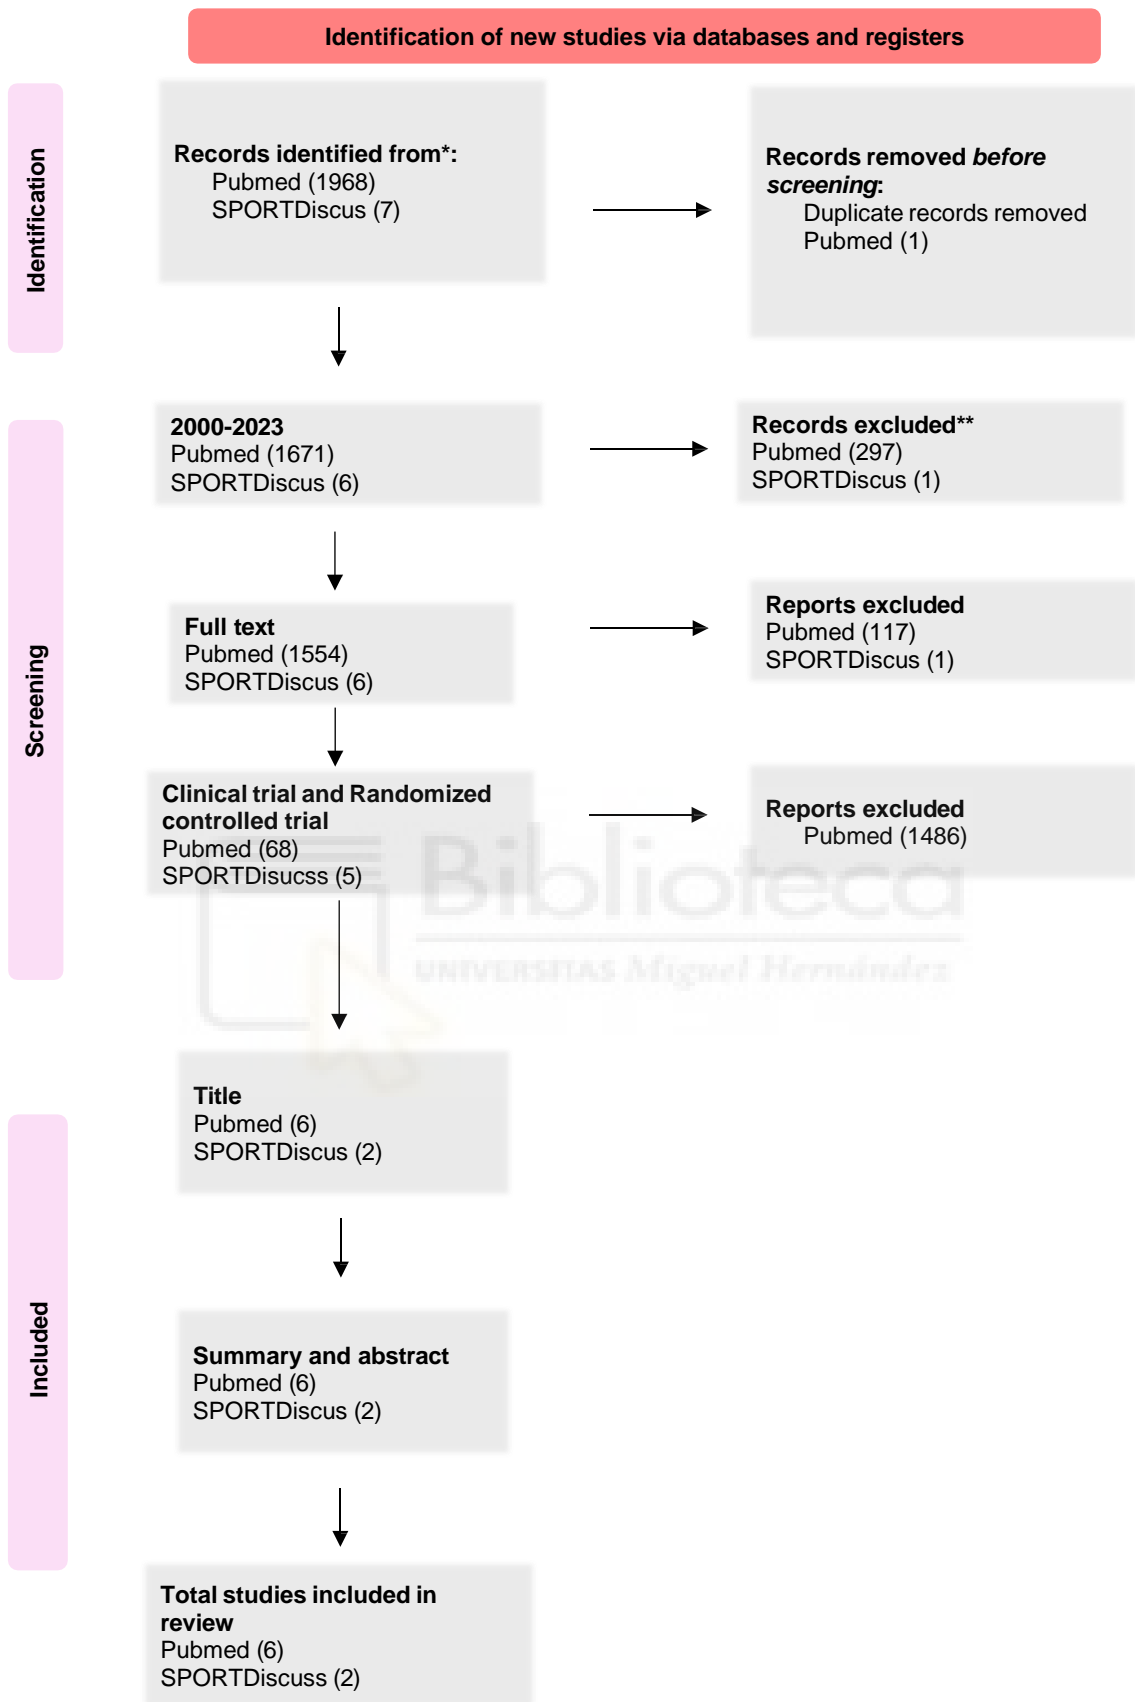 Identification of new studies via databases and registers
Identification
Records identified from*:
Pubmed (1968)
SPORTDiscus (7)
Records removed before
screening:
Duplicate records removed
Pubmed (1)
Screening
2000-2023
Pubmed (1671)
SPORTDiscus (6)
Records excluded**
Pubmed (297)
SPORTDiscus (1)
Full text
Pubmed (1554)
SPORTDiscus (6)
Reports excluded
Pubmed (117)
SPORTDiscus (1)
Clinical trial and Randomized
controlled trial
Pubmed (68)
SPORTDisucss (5)
Reports excluded
Pubmed (1486)
Biblioteca
UNIVERSITAS Miguel Hernández
Included
Title
Pubmed (6)
SPORTDiscus (2)
Summary and abstract
Pubmed (6)
SPORTDiscus (2)
Total studies included in
review
Pubmed (6)
SPORTDiscuss (2)